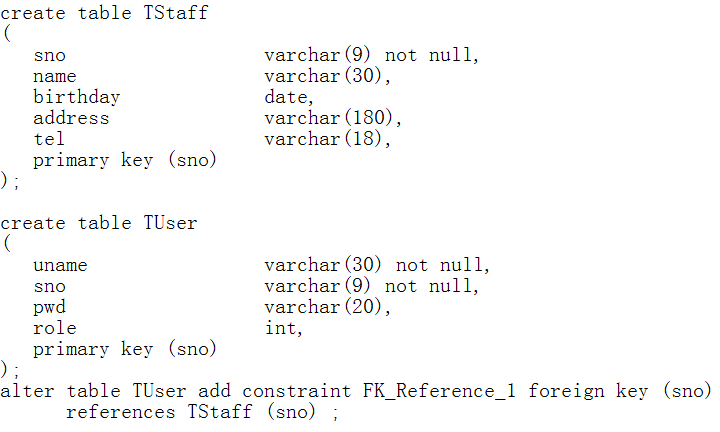 create table TStaff
(
   sno                  varchar(9) not null,
   name                 varchar(30),
   birthday             date,
   address              varchar(180),
   tel                  varchar(18),
   primary key (sno)
);

create table TUser
(
   uname                varchar(30) not null,
   sno                  varchar(9) not null,
   pwd                  varchar(20),
   role                 int,
   primary key (sno)
);
alter table TUser add constraint FK_Reference_1 foreign key (sno)
      references TStaff (sno) ;